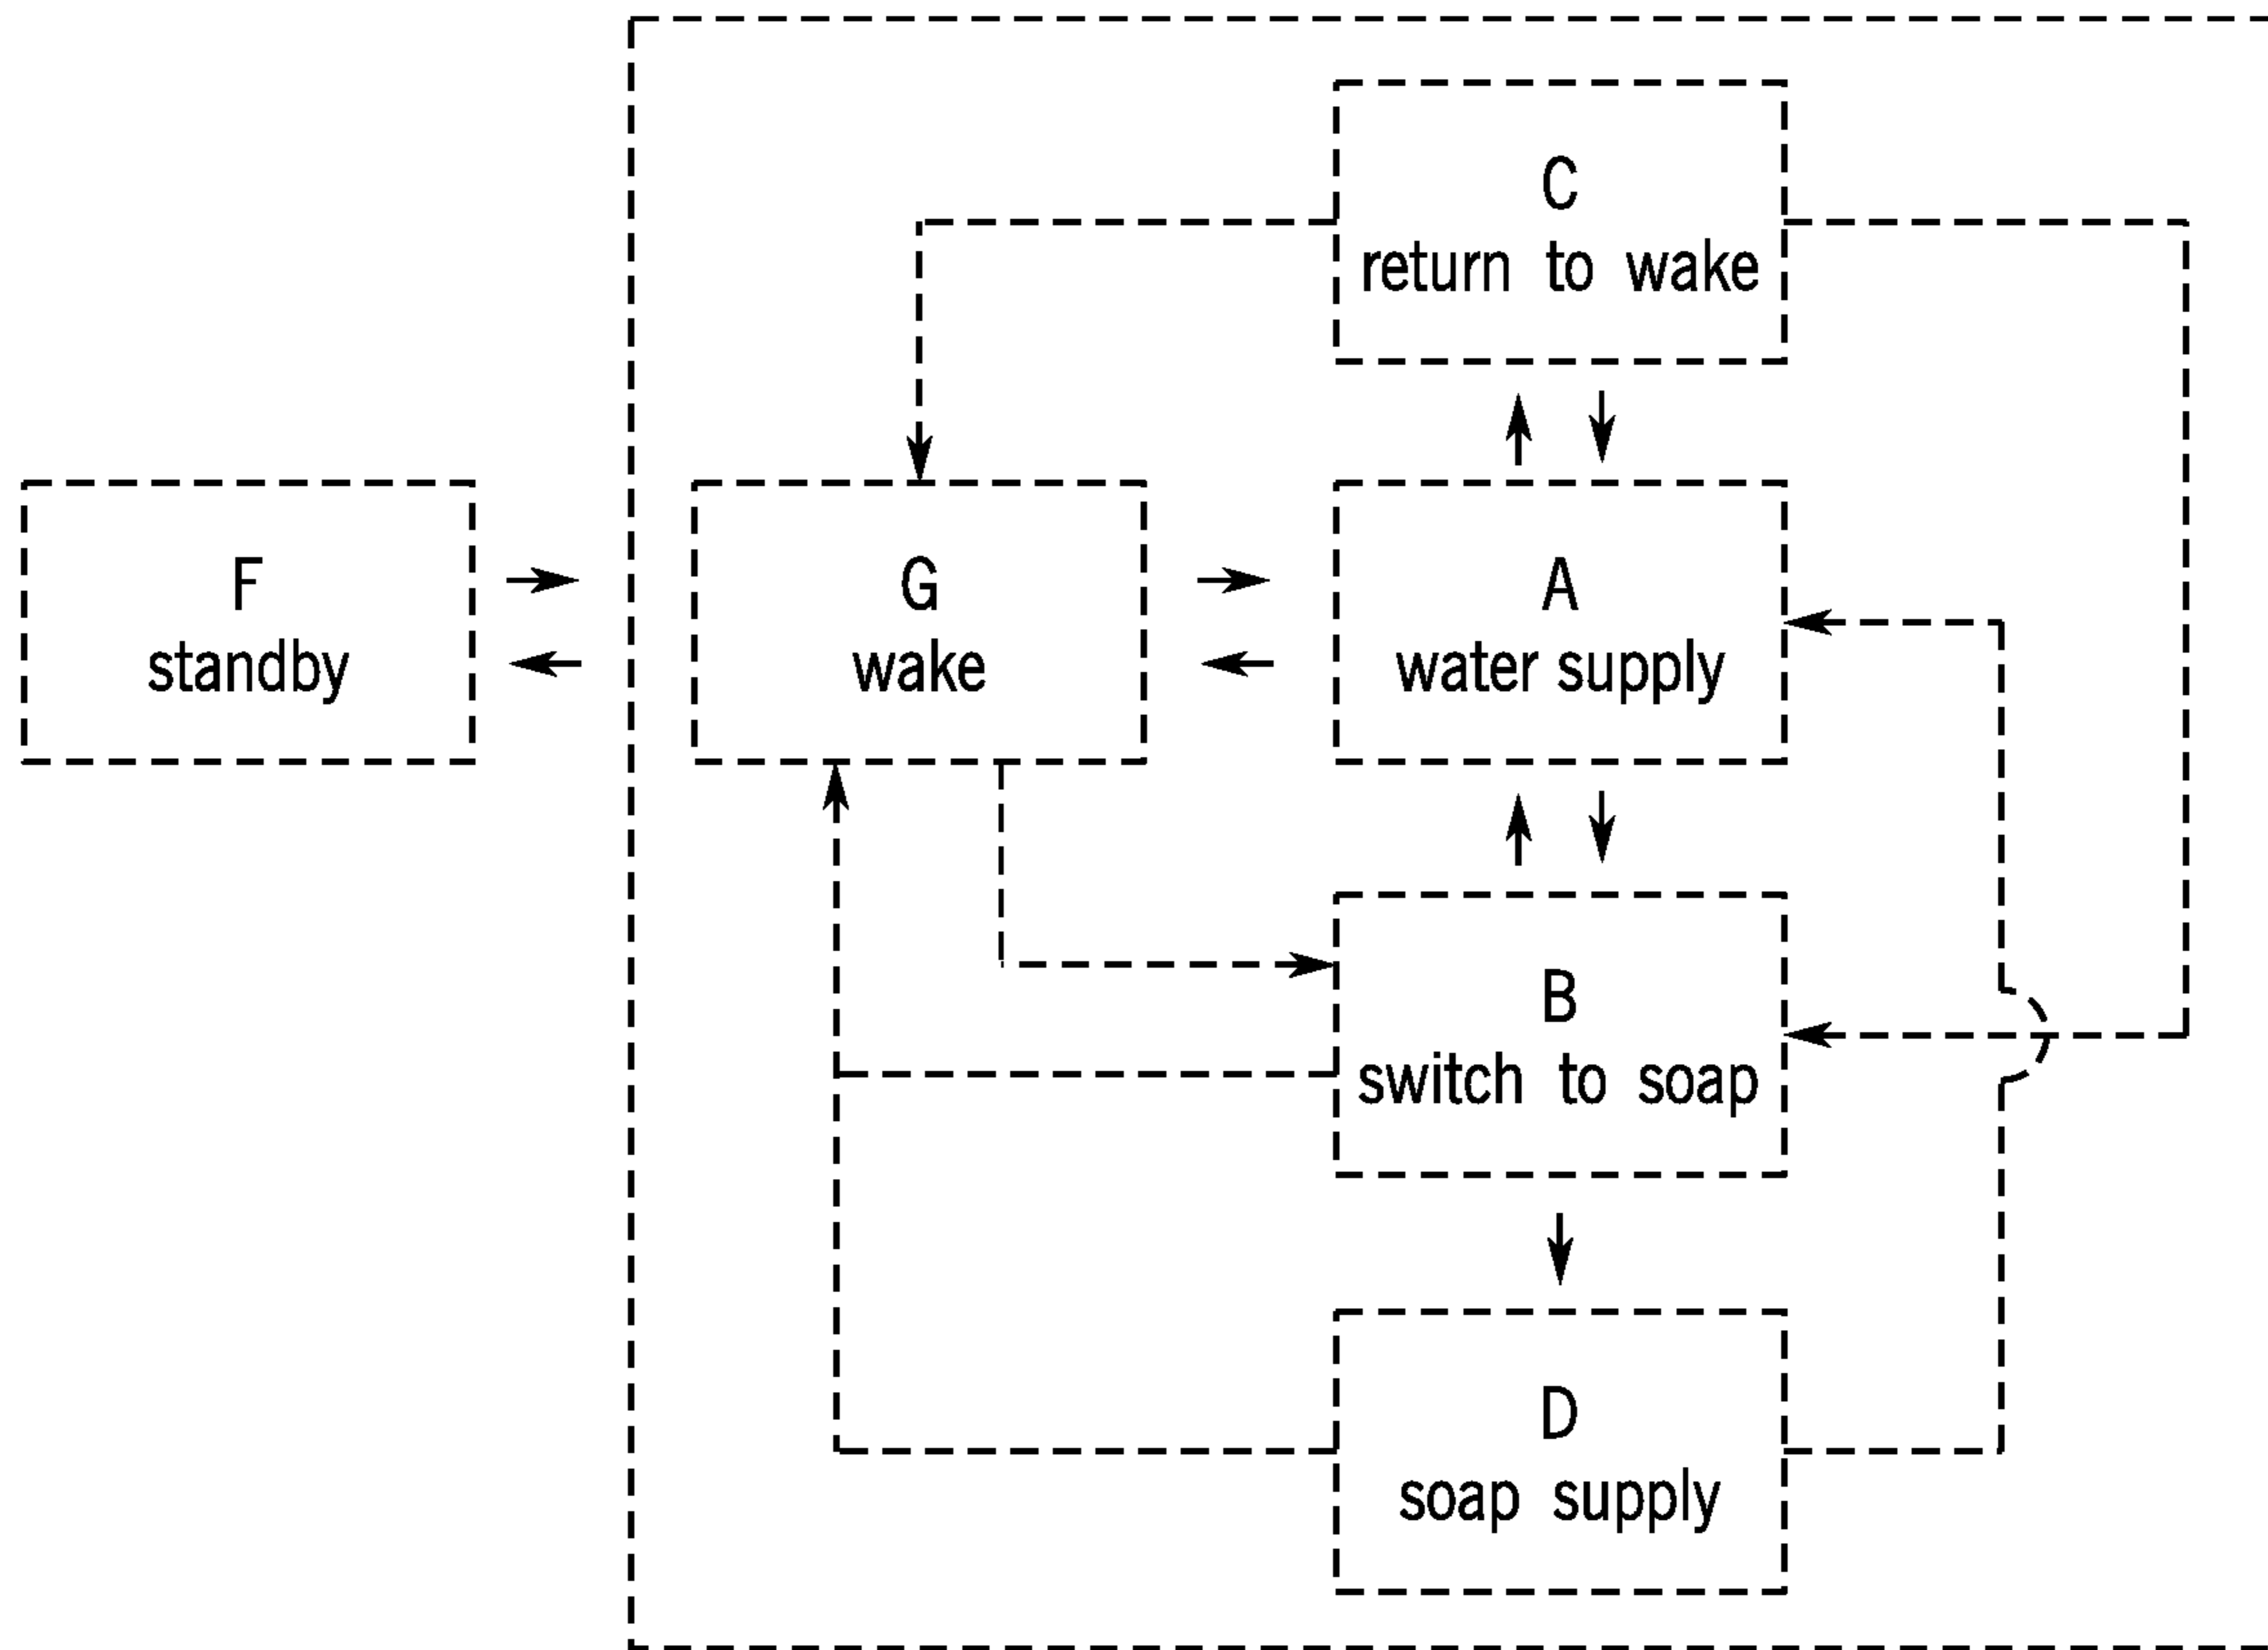 C
return to wake
F
standby
G
wake
A
water supply
B
switch to soap
D
soap supply